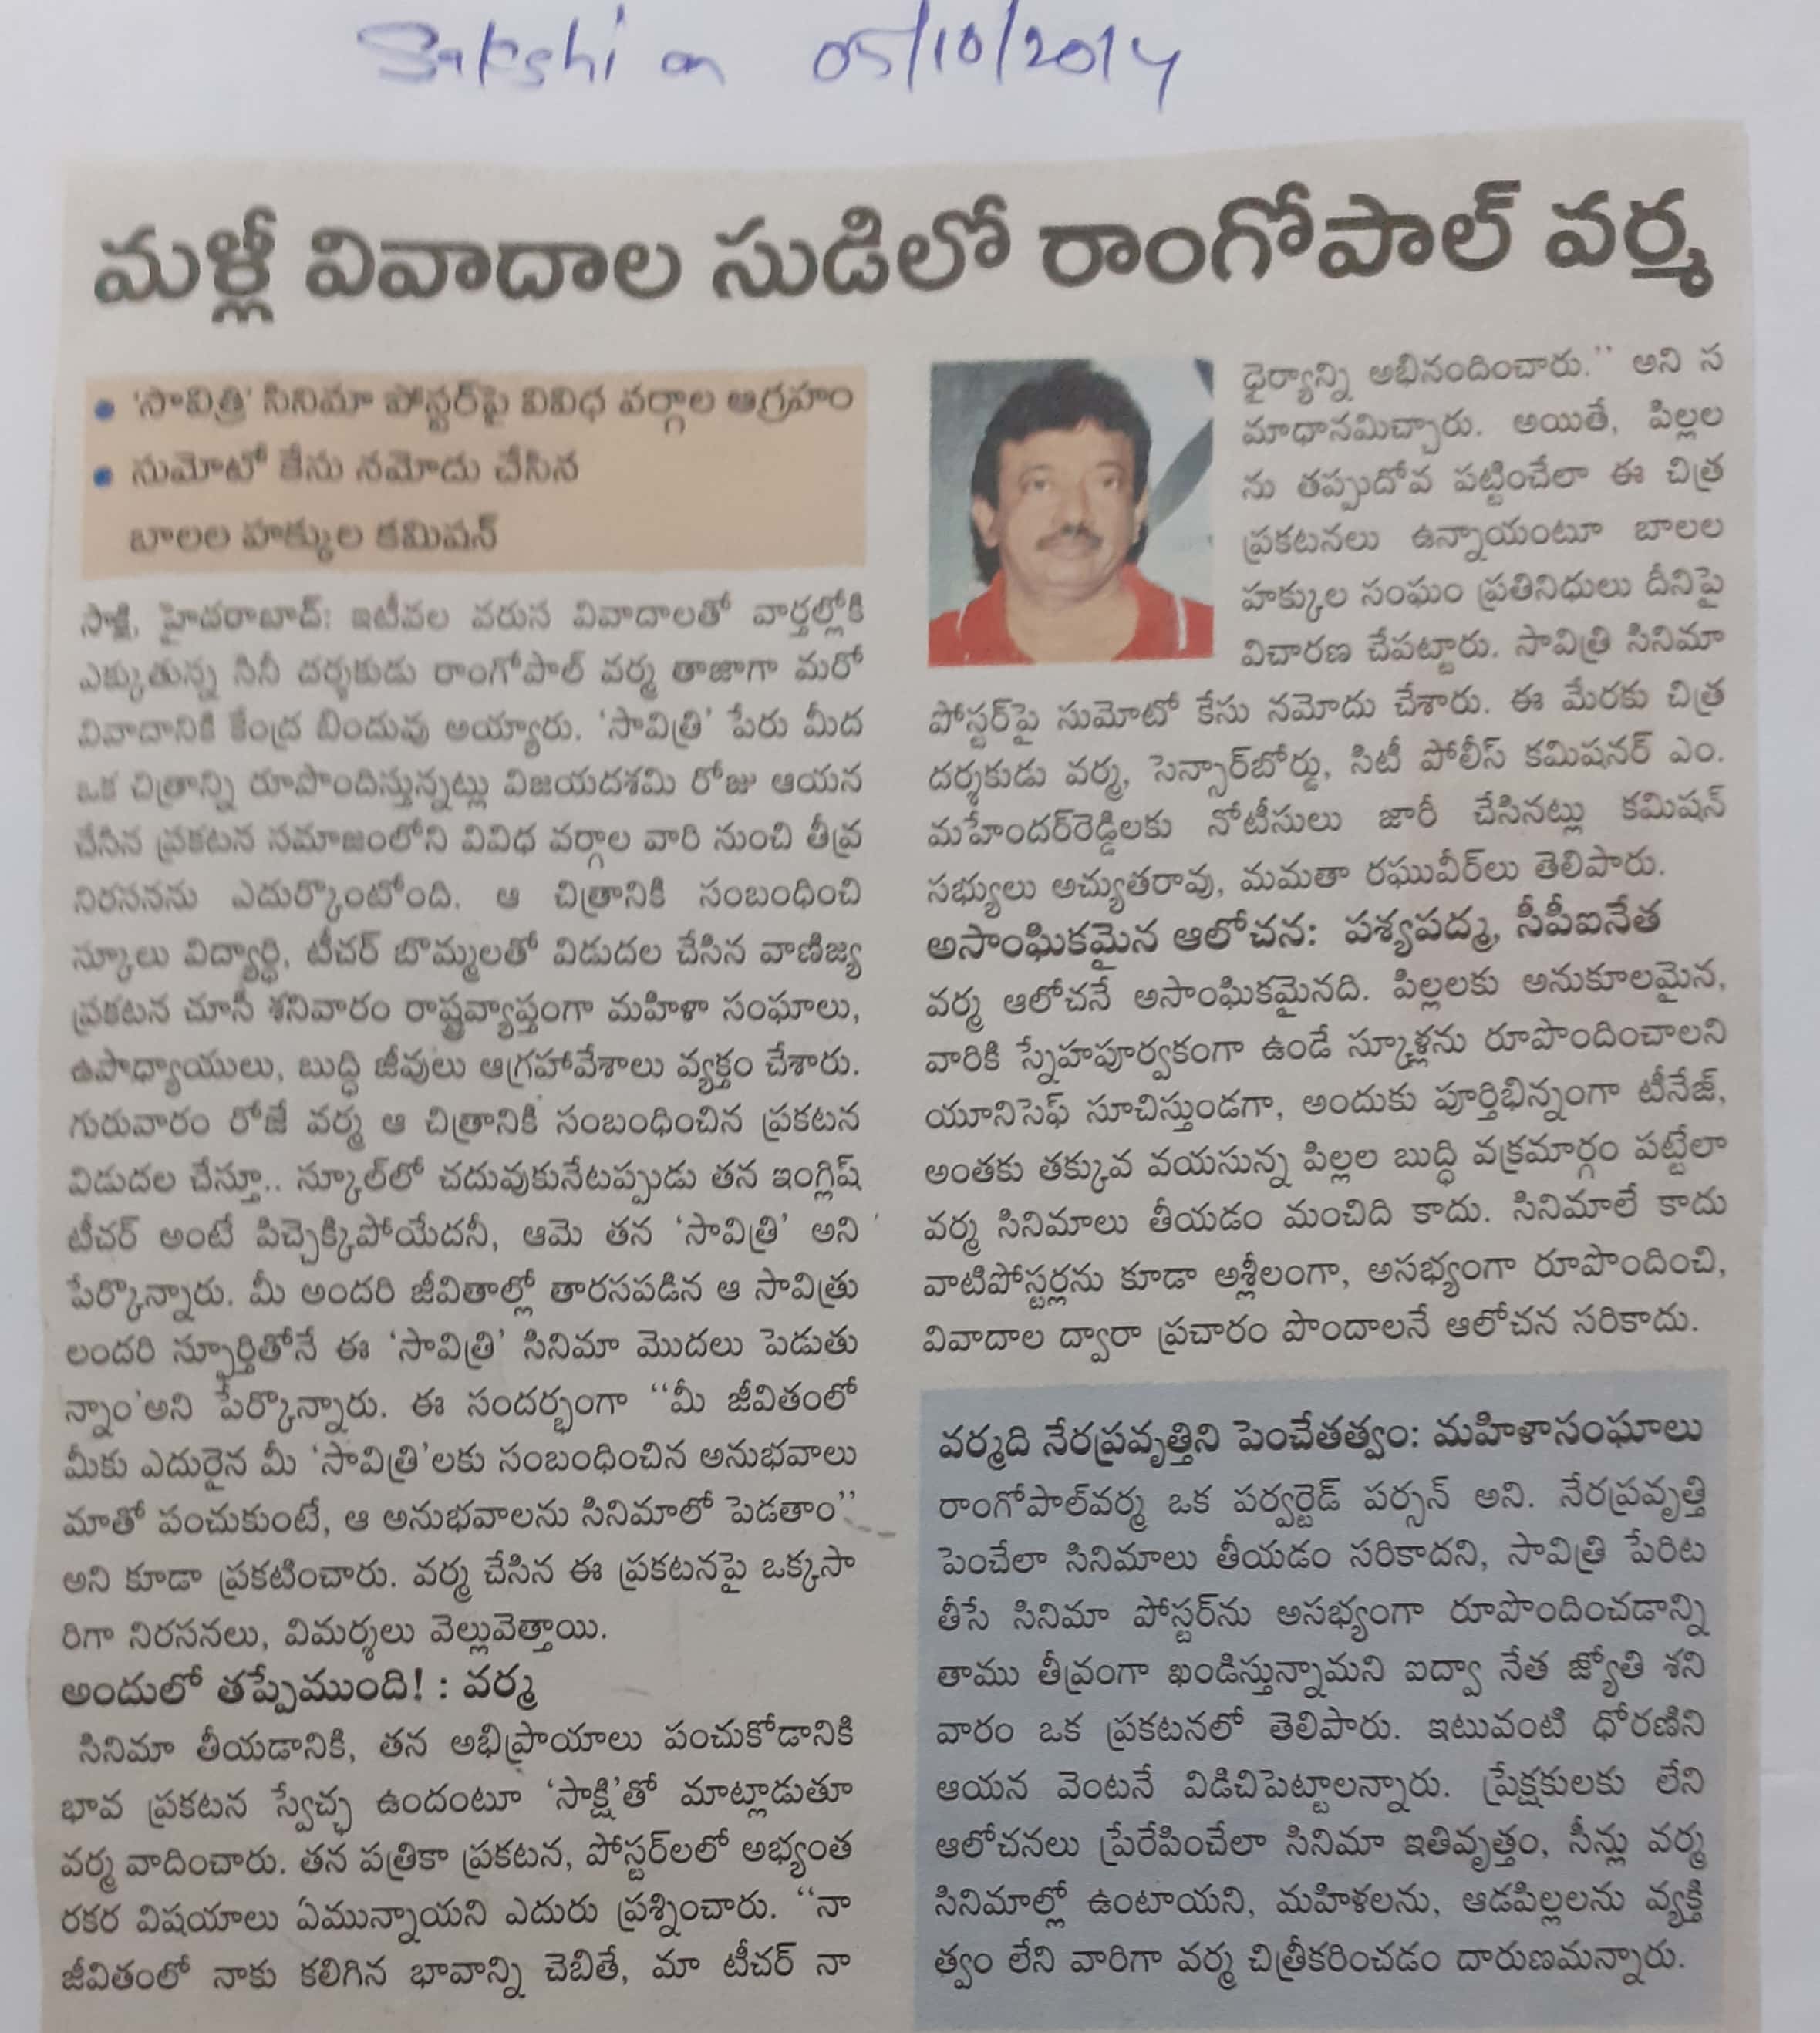 Sakshi on 05/10/2014
మళ్లీ వివాదాల సుడిలో రాంగోపాల్ వర్మ
• 'సావిత్రి' సినిమా పోస్టర్‌పై వివిధ వర్గాల ఆగ్రహం
• సుమోటో కేసు నమోదు చేసిన
బాలల హక్కుల కమిషన్
సాక్షి, హైదరాబాద్: ఇటీవల వరుస వివాదాలతో వార్తల్లోకి
ఎక్కుతున్న సినీ దర్శకుడు రాంగోపాల్ వర్మ తాజాగా మరో
వివాదానికి కేంద్ర బిందువు అయ్యారు. 'సావిత్రి' పేరు మీద
ఒక చిత్రాన్ని రూపొందిస్తున్నట్లు విజయదశమి రోజు ఆయన
చేసిన ప్రకటన సమాజంలోని వివిధ వర్గాల వారి నుంచి తీవ్ర
నిరసనను ఎదుర్కొంటోంది. ఆ చిత్రానికి సంబంధించి
స్కూలు విద్యార్థి, టీచర్ బొమ్మలతో విడుదల చేసిన వాణిజ్య
ప్రకటన చూసి శనివారం రాష్ట్రవ్యాప్తంగా మహిళా సంఘాలు,
ఉపాధ్యాయులు, బుద్ధి జీవులు ఆగ్రహావేశాలు వ్యక్తం చేశారు.
గురువారం రోజే వర్మ ఆ చిత్రానికి సంబంధించిన ప్రకటన
విడుదల చేస్తూ.. స్కూల్‌లో చదువుకునేటప్పుడు తన ఇంగ్లిష్
టీచర్ అంటే పిచ్చెక్కిపోయేదనీ, ఆమె తన 'సావిత్రి' అని
పేర్కొన్నారు. మీ అందరి జీవితాల్లో తారసపడిన ఆ సావిత్రు
లందరి స్ఫూర్తితోనే ఈ 'సావిత్రి' సినిమా మొదలు పెడుతు
న్నాం'అని పేర్కొన్నారు. ఈ సందర్భంగా ''మీ జీవితంలో
మీకు ఎదురైన మీ 'సావిత్రి'లకు సంబంధించిన అనుభవాలు
మాతో పంచుకుంటే, ఆ అనుభవాలను సినిమాలో పెడతాం''
అని కూడా ప్రకటించారు. వర్మ చేసిన ఈ ప్రకటనపై ఒక్కసా
రిగా నిరసనలు, విమర్శలు వెల్లువెత్తాయి.
అందులో తప్పేముంది! : వర్మ
సినిమా తీయడానికి, తన అభిప్రాయాలు పంచుకోడానికి
భావ ప్రకటన స్వేచ్ఛ ఉందంటూ 'సాక్షి'తో మాట్లాడుతూ
వర్మ వాదించారు. తన పత్రికా ప్రకటన, పోస్టర్‌లలో అభ్యంత
రకర విషయాలు ఏమున్నాయని ఎదురు ప్రశ్నించారు. ''నా
జీవితంలో నాకు కలిగిన భావాన్ని చెబితే, మా టీచర్ నా
ధైర్యాన్ని అభినందించారు.'' అని స
మాధానమిచ్చారు. అయితే, పిల్లల
ను తప్పుదోవ పట్టించేలా ఈ చిత్ర
ప్రకటనలు ఉన్నాయంటూ బాలల
హక్కుల సంఘం ప్రతినిధులు దీనిపై
విచారణ చేపట్టారు. సావిత్రి సినిమా
పోస్టర్‌పై సుమోటో కేసు నమోదు చేశారు. ఈ మేరకు చిత్ర
దర్శకుడు వర్మ, సెన్సార్‌బోర్డు, సిటీ పోలీస్ కమిషనర్ ఎం.
మహేందర్‌రెడ్డిలకు నోటీసులు జారీ చేసినట్లు కమిషన్
సభ్యులు అచ్యుతరావు, మమతా రఘువీర్‌లు తెలిపారు.
అసాంఘికమైన ఆలోచన: పశ్యపద్మ, సీపీఐనేత
వర్మ ఆలోచనే అసాంఘికమైనది. పిల్లలకు అనుకూలమైన,
వారికి స్నేహపూర్వకంగా ఉండే స్కూళ్లను రూపొందించాలని
యూనిసెఫ్ సూచిస్తుండగా, అందుకు పూర్తిభిన్నంగా టీనేజ్,
అంతకు తక్కువ వయసున్న పిల్లల బుద్ధి వక్రమార్గం పట్టేలా
వర్మ సినిమాలు తీయడం మంచిది కాదు. సినిమాలే కాదు
వాటిపోస్టర్లను కూడా అశ్లీలంగా, అసభ్యంగా రూపొందించి,
వివాదాల ద్వారా ప్రచారం పొందాలనే ఆలోచన సరికాదు.
వర్మది నేరప్రవృత్తిని పెంచేతత్వం: మహిళాసంఘాలు
రాంగోపాల్‌వర్మ ఒక పర్వర్టెడ్ పర్సన్ అని. నేరప్రవృత్తి
పెంచేలా సినిమాలు తీయడం సరికాదని, సావిత్రి పేరిట
తీసే సినిమా పోస్టర్‌ను అసభ్యంగా రూపొందించడాన్ని
తాము తీవ్రంగా ఖండిస్తున్నామని ఐద్వా నేత జ్యోతి శని
వారం ఒక ప్రకటనలో తెలిపారు. ఇటువంటి ధోరణిని
ఆయన వెంటనే విడిచిపెట్టాలన్నారు. ప్రేక్షకులకు లేని
ఆలోచనలు ప్రేరేపించేలా సినిమా ఇతివృత్తం, సీన్లు వర్మ
సినిమాల్లో ఉంటాయని, మహిళలను, ఆడపిల్లలను వ్యక్తి
త్వం లేని వారిగా వర్మ చిత్రీకరించడం దారుణమన్నారు.